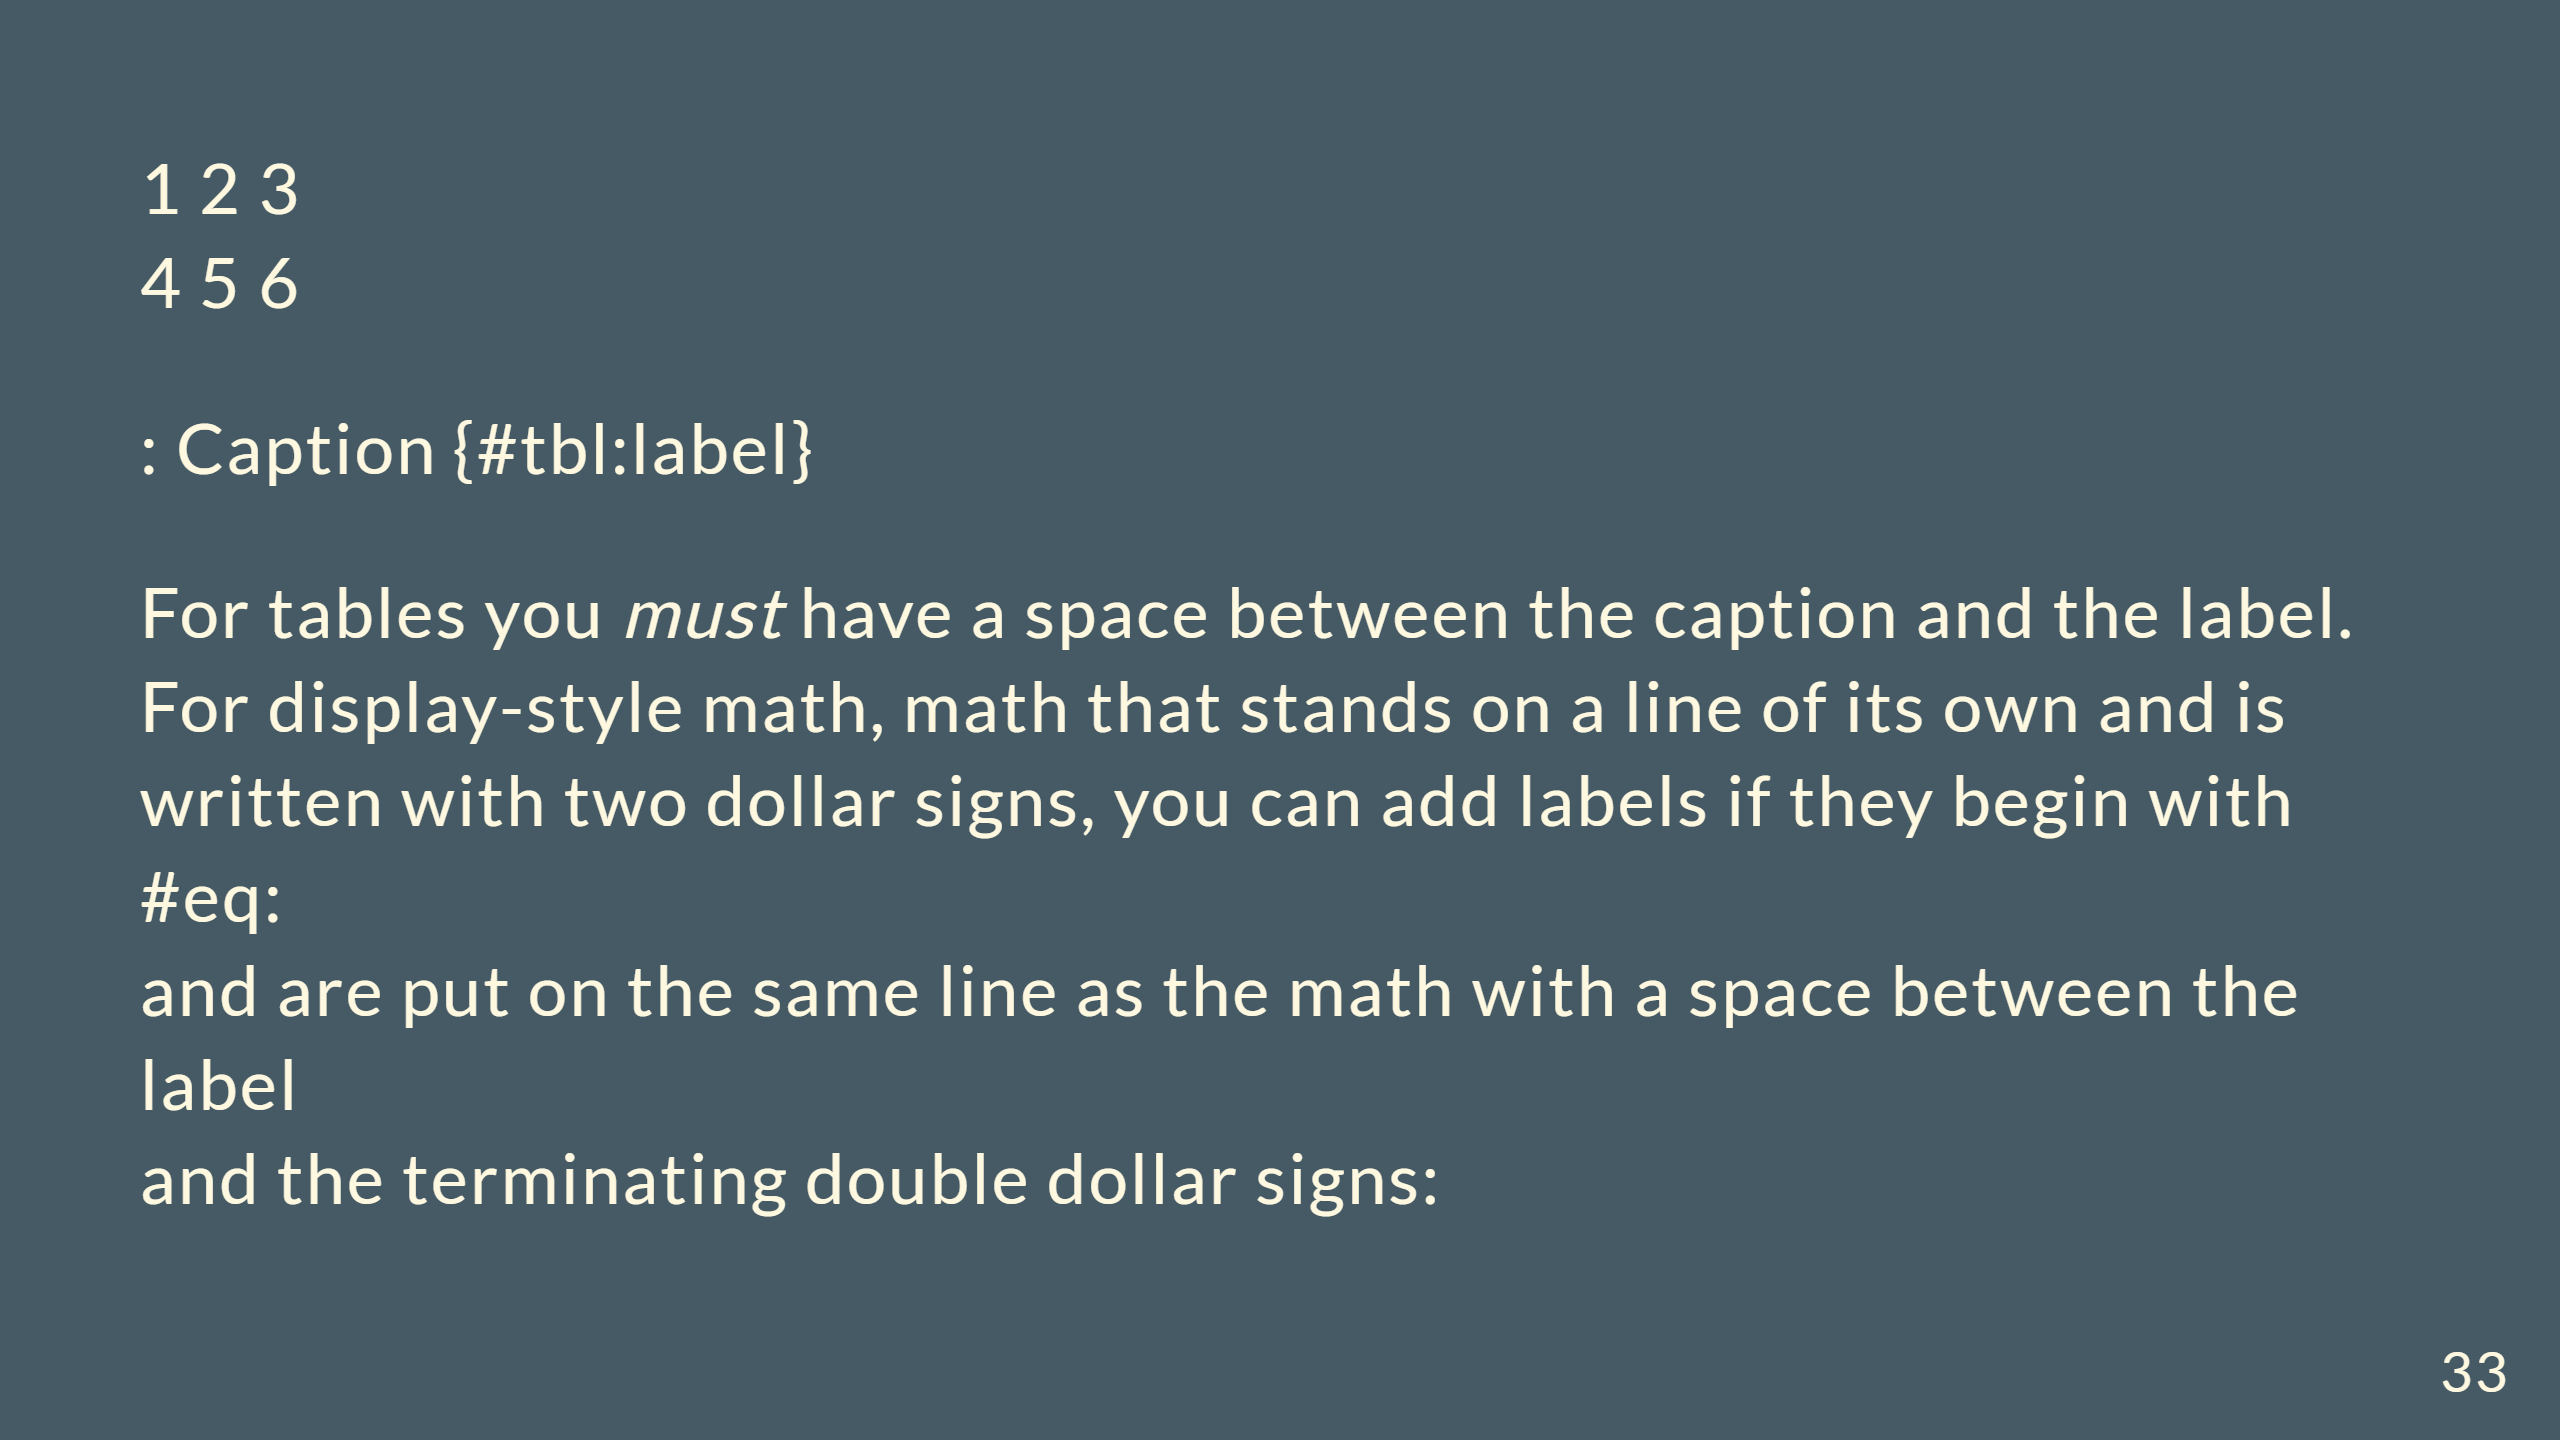 1 2 3
4 5 6
: Caption {#tbl:label}
For tables you must have a space between the caption and the label.
For display-style math, math that stands on a line of its own and is
written with two dollar signs, you can add labels if they begin with
#eq:
and are put on the same line as the math with a space between the
label
and the terminating double dollar signs:
33